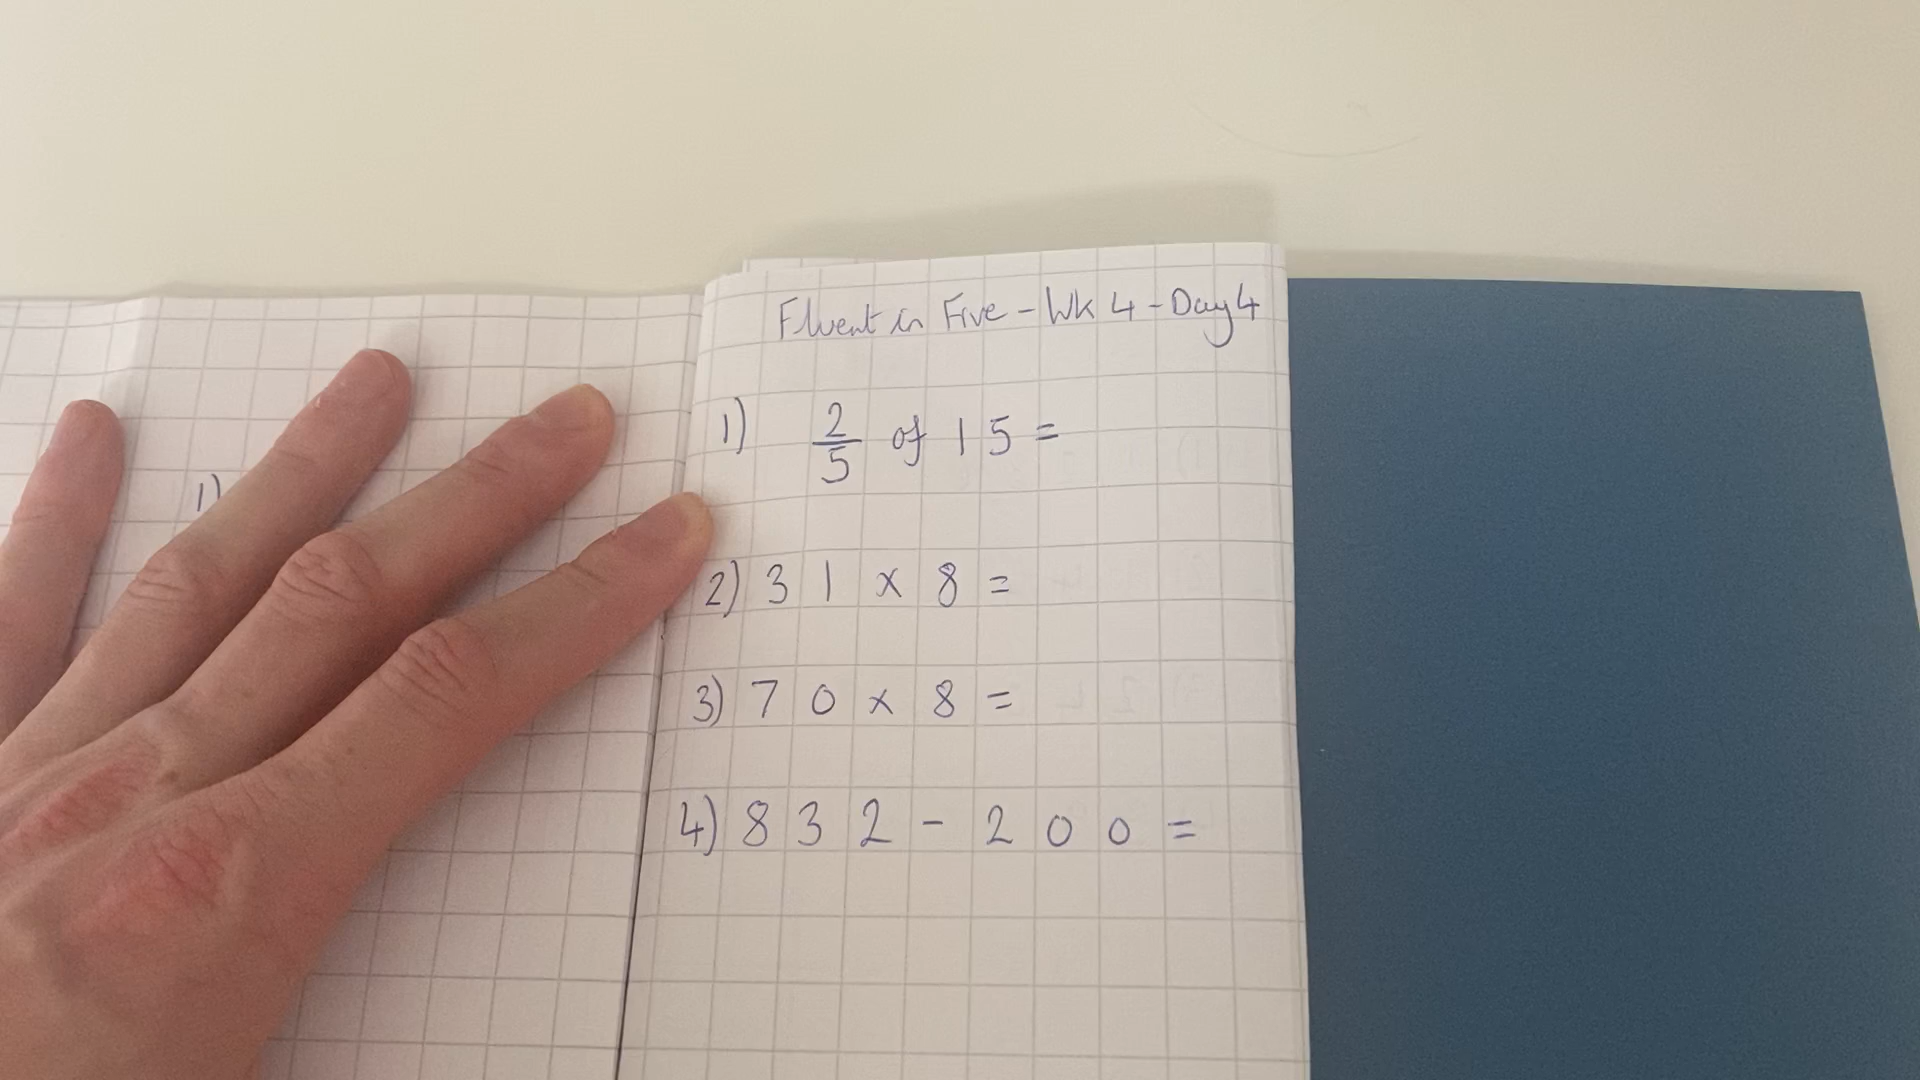 1)
Fluent in Five - Wk 4 - Day 4
1) 2/5 of 15 =
2) 31 x 8 =
3) 70 x 8 =
4) 832 - 200 =